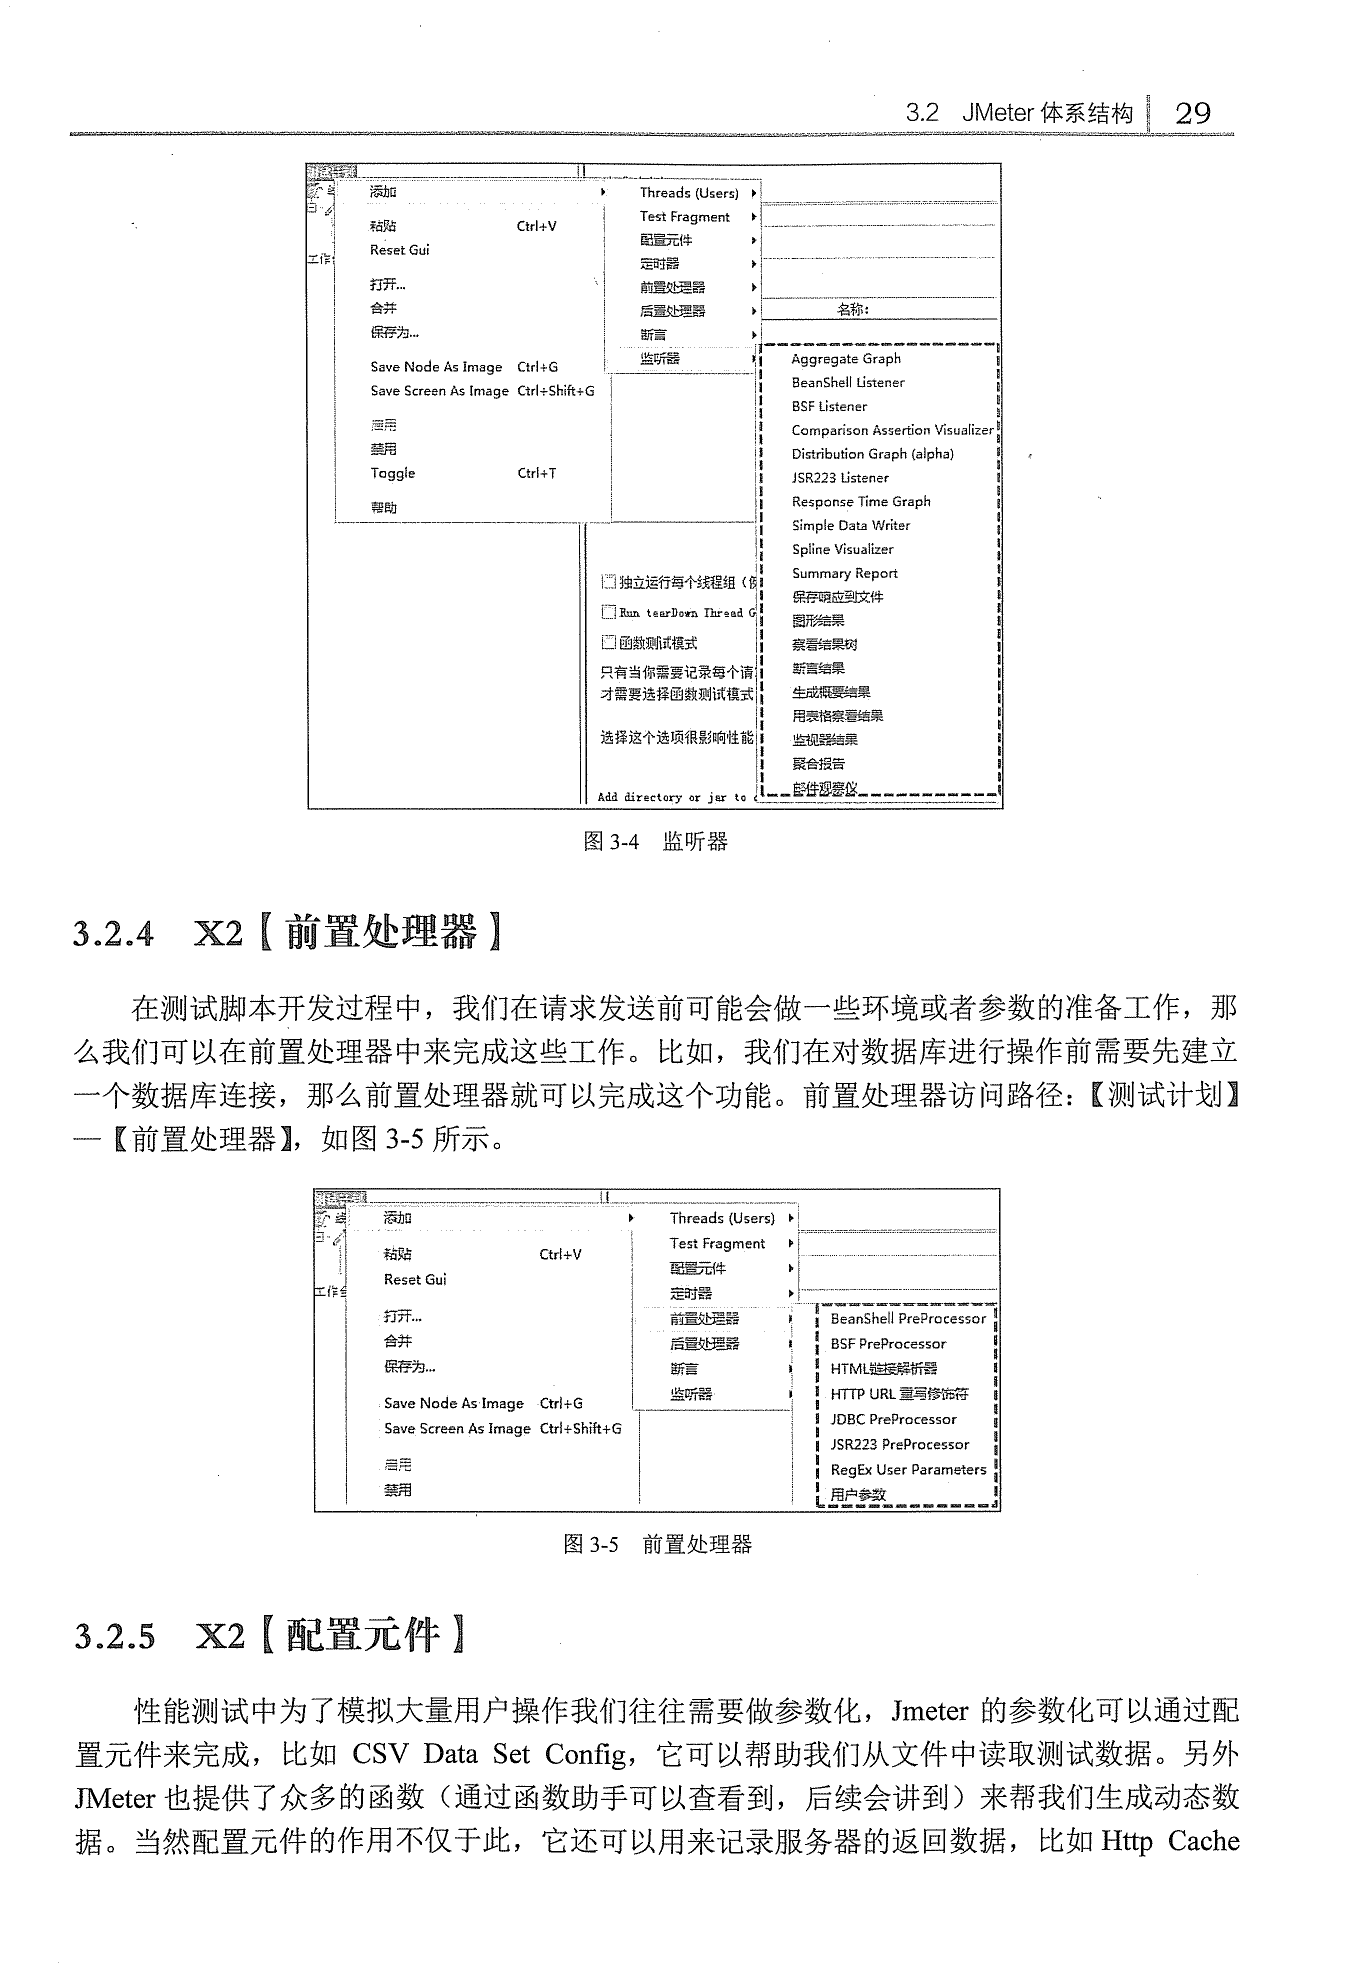 3.2 JMeter 体系结构 29
添加
粘贴 Ctrl+V
Reset Gui
打开...
合并
保存为...
Save Node As Image Ctrl+G
Save Screen As Image Ctrl+Shift+G
启用
禁用
Toggle Ctrl+T
帮助
Threads (Users)
Test Fragment
配置元件
定时器
前置处理器
后置处理器
断言
监听器
名称:
Aggregate Graph
BeanShell Listener
BSF Listener
Comparison Assertion Visualizer
Distribution Graph (alpha)
JSR223 Listener
Response Time Graph
Simple Data Writer
Spline Visualizer
Summary Report
保存响应到文件
图形结果
察看结果树
断言结果
生成概要结果
用表格察看结果
监视器结果
聚合报告
邮件观察仪
独立运行每个线程组（
Run tearDown Thread G
函数测试模式
只有当你需要记录每个请
才需要选择函数测试模式
选择这个选项很影响性能
Add directory or jar to
图 3-4 监听器
3.2.4 X2【前置处理器】
在测试脚本开发过程中，我们在请求发送前可能会做一些环境或者参数的准备工作，那
么我们可以在前置处理器中来完成这些工作。比如，我们在对数据库进行操作前需要先建立
一个数据库连接，那么前置处理器就可以完成这个功能。前置处理器访问路径：【测试计划】
—【前置处理器】，如图 3-5 所示。
工作
添加
粘贴 Ctrl+V
Reset Gui
打开...
合并
保存为...
Save Node As Image Ctrl+G
Save Screen As Image Ctrl+Shift+G
启用
禁用
Threads (Users)
Test Fragment
配置元件
定时器
前置处理器
后置处理器
断言
监听器
BeanShell PreProcessor
BSF PreProcessor
HTML链接解析器
HTTP URL 重写修饰符
JDBC PreProcessor
JSR223 PreProcessor
RegEx User Parameters
用户参数
图 3-5 前置处理器
3.2.5 X2【配置元件】
性能测试中为了模拟大量用户操作我们往往需要做参数化，Jmeter 的参数化可以通过配
置元件来完成，比如 CSV Data Set Config，它可以帮助我们从文件中读取测试数据。另外
JMeter 也提供了众多的函数（通过函数助手可以查看到，后续会讲到）来帮我们生成动态数
据。当然配置元件的作用不仅于此，它还可以用来记录服务器的返回数据，比如 Http Cache